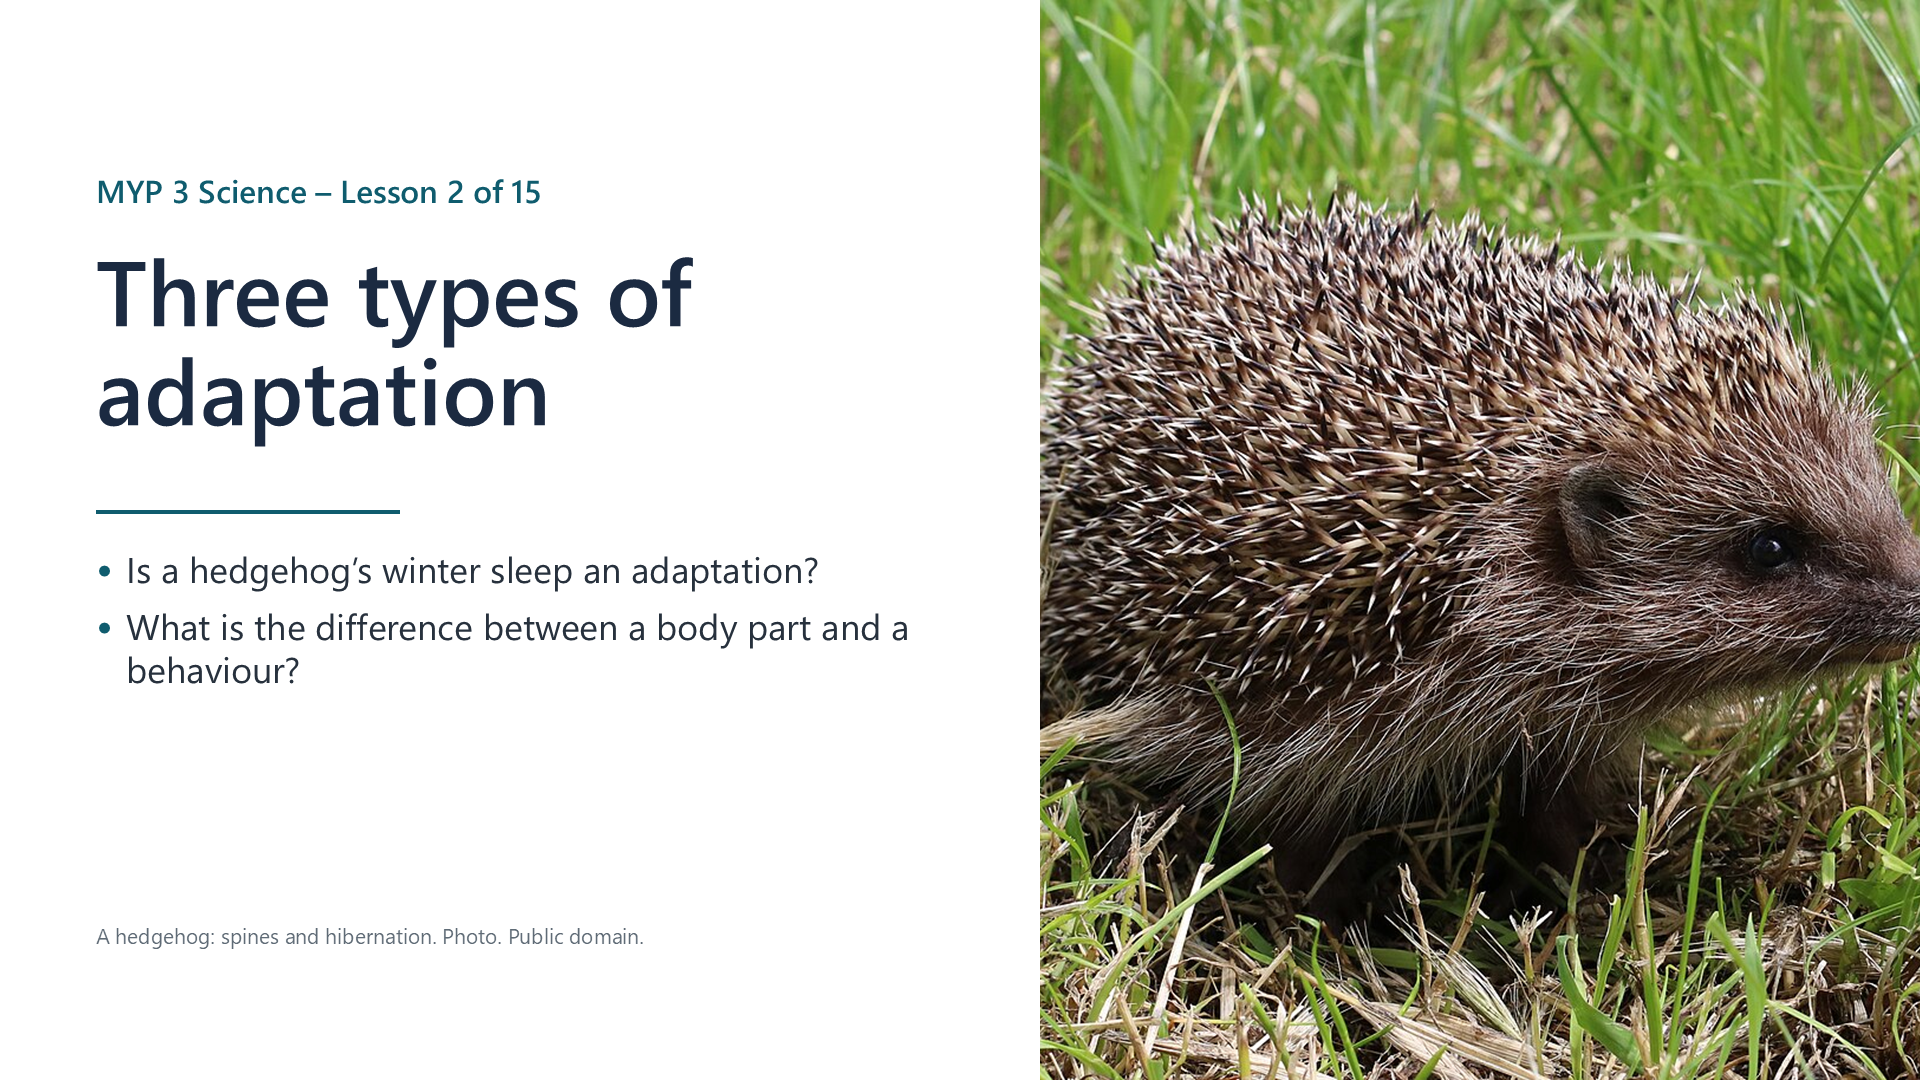 MYP 3 Science – Lesson 2 of 15
Three types of
adaptation
• Is a hedgehog’s winter sleep an adaptation?
• What is the difference between a body part and a
behaviour?
A hedgehog: spines and hibernation. Photo. Public domain.